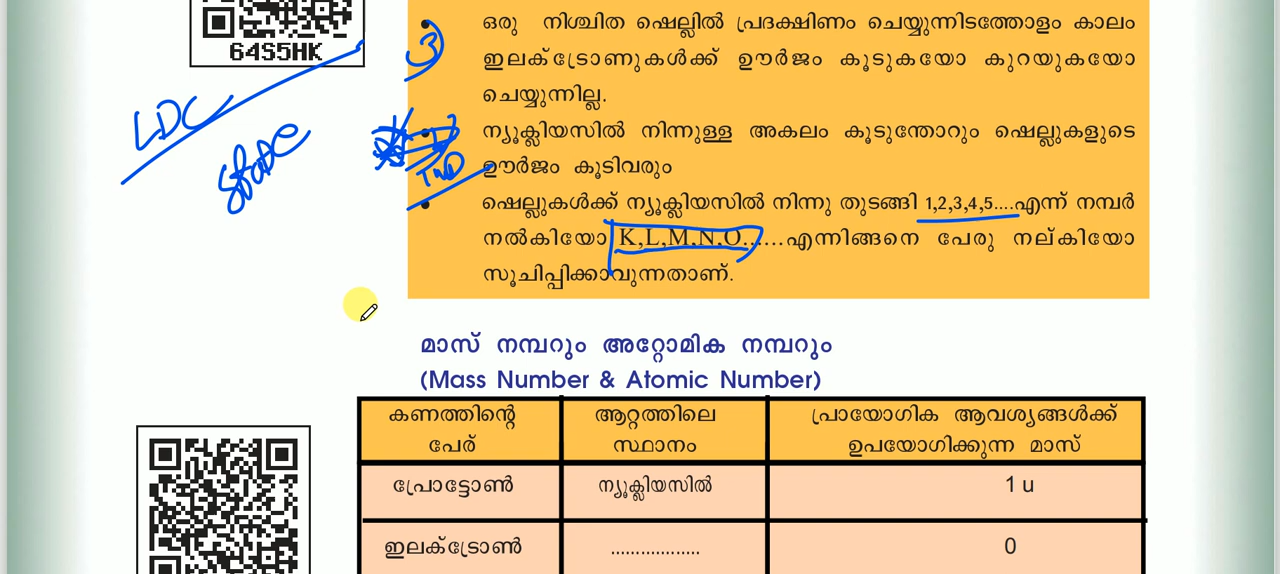 64S5HK
• ഒരു നിശ്ചിത ഷെല്ലിൽ പ്രദക്ഷിണം ചെയ്യുന്നിടത്തോളം കാലം
ഇലക്ട്രോണുകൾക്ക് ഊർജം കൂടുകയോ കുറയുകയോ
ചെയ്യുന്നില്ല.
LDC
State
• ന്യൂക്ലിയസിൽ നിന്നുള്ള അകലം കൂടുന്തോറും ഷെല്ലുകളുടെ
ഊർജം കൂടിവരും
• ഷെല്ലുകൾക്ക് ന്യൂക്ലിയസിൽ നിന്നു തുടങ്ങി 1,2,3,4,5....എന്ന് നമ്പർ
നൽകിയോ K,L,M,N,O......എന്നിങ്ങനെ പേരു നല്കിയോ
സൂചിപ്പിക്കാവുന്നതാണ്.
മാസ് നമ്പറും അറ്റോമിക നമ്പറും
(Mass Number & Atomic Number)
കണത്തിന്റെ പേര് ആറ്റത്തിലെ സ്ഥാനം പ്രായോഗിക ആവശ്യങ്ങൾക്ക് ഉപയോഗിക്കുന്ന മാസ്
പ്രോട്ടോൺ ന്യൂക്ലിയസിൽ 1 u
ഇലക്ട്രോൺ .................. 0